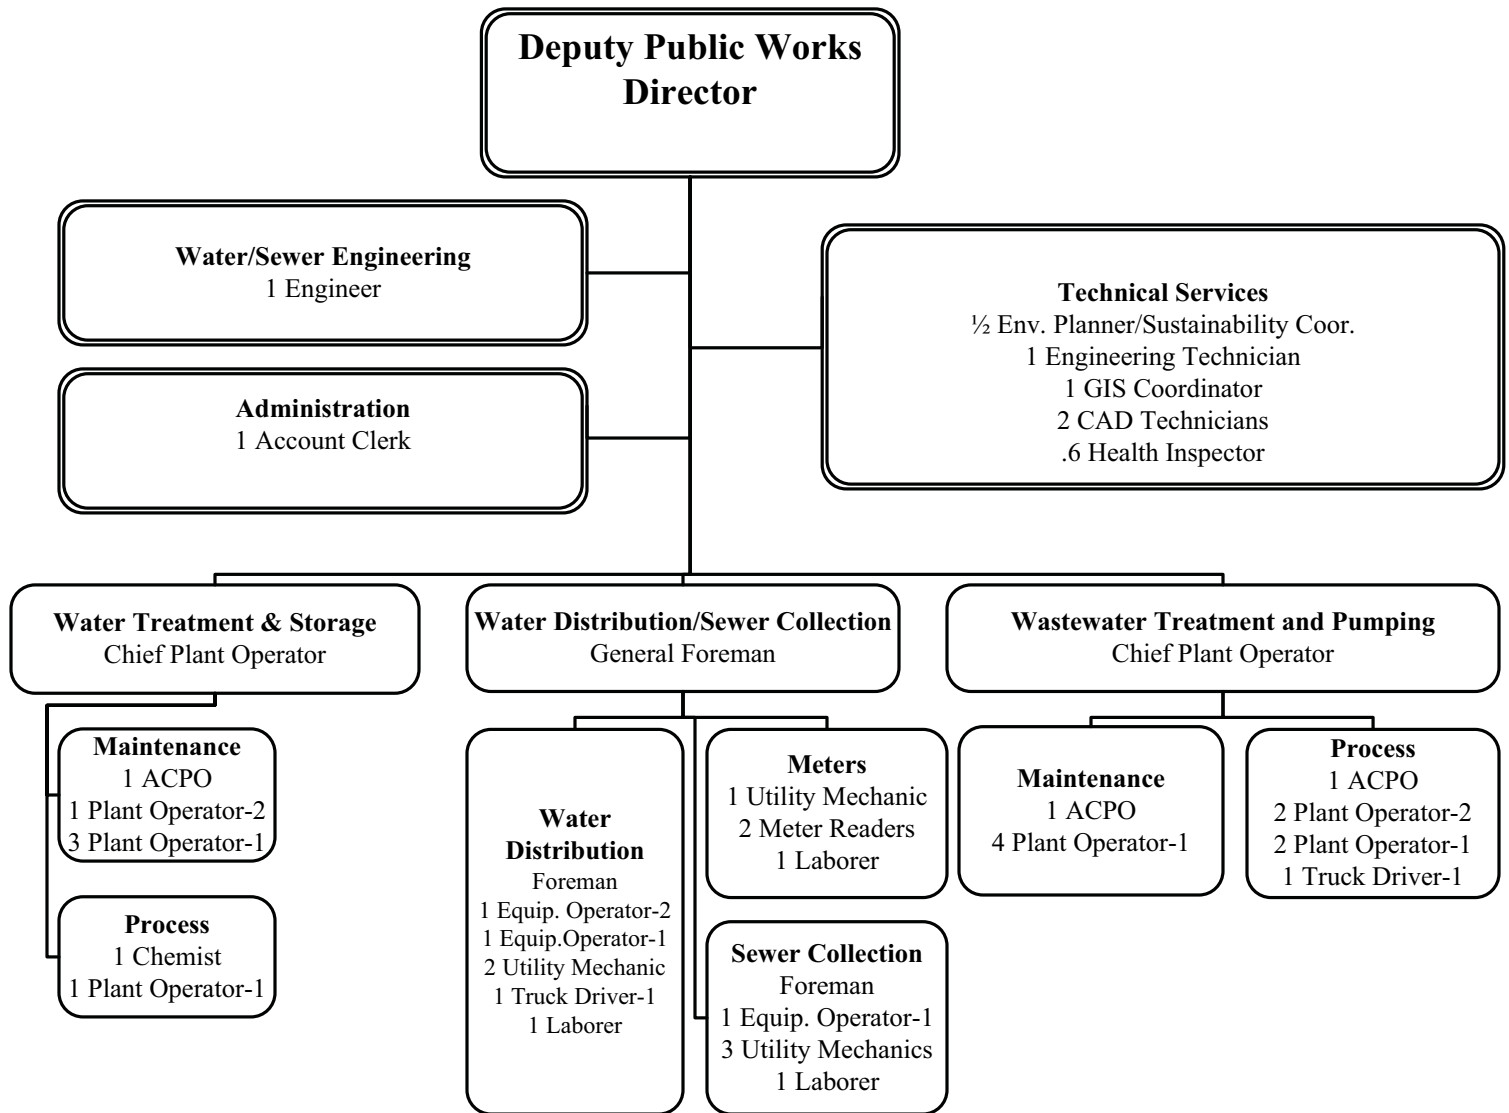 Deputy Public Works
Director
Water/Sewer Engineering
1 Engineer
Technical Services
½ Env. Planner/Sustainability Coor.
1 Engineering Technician
1 GIS Coordinator
2 CAD Technicians
.6 Health Inspector
Administration
1 Account Clerk
Water Treatment & Storage
Chief Plant Operator
Maintenance
1 ACPO
1 Plant Operator-2
3 Plant Operator-1
Process
1 Chemist
1 Plant Operator-1
Water Distribution/Sewer Collection
General Foreman
Water
Distribution
Foreman
1 Equip. Operator-2
1 Equip.Operator-1
2 Utility Mechanic
1 Truck Driver-1
1 Laborer
Meters
1 Utility Mechanic
2 Meter Readers
1 Laborer
Sewer Collection
Foreman
1 Equip. Operator-1
3 Utility Mechanics
1 Laborer
Wastewater Treatment and Pumping
Chief Plant Operator
Maintenance
1 ACPO
4 Plant Operator-1
Process
1 ACPO
2 Plant Operator-2
2 Plant Operator-1
1 Truck Driver-1